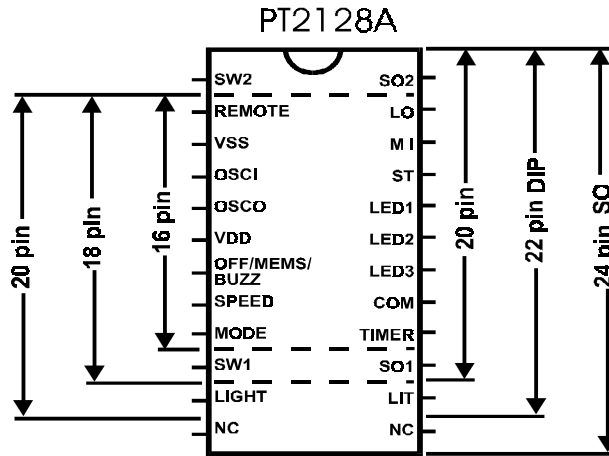 PT2128A
SW2 SO2
REMOTE LO
VSS MI
OSCI ST
OSCO LED1
VDD LED2
OFF/MEMS/ LED3
BUZZ
SPEED COM
MODE TIMER
SW1 SO1
LIGHT LIT
NC NC
20 pin
18 pin
16 pin
20 pin
22 pin DIP
24 pin SO